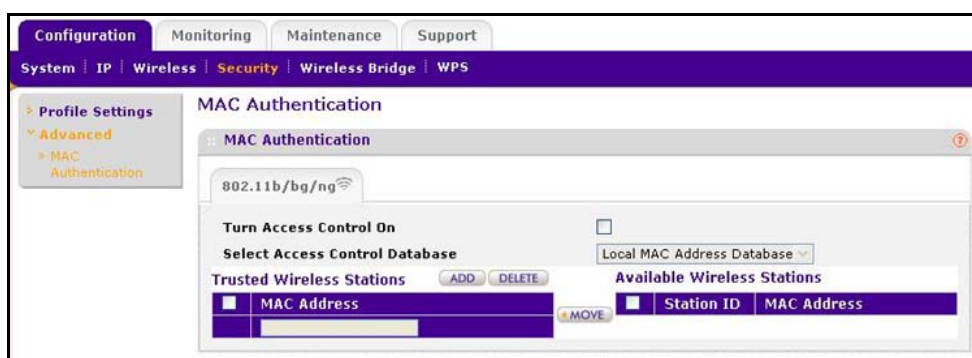 Configuration Monitoring Maintenance Support
System IP Wireless Security Wireless Bridge WPS
Profile Settings
Advanced
MAC
Authentication
MAC Authentication
MAC Authentication
802.11b/bg/ng
Turn Access Control On
Select Access Control Database Local MAC Address Database
Trusted Wireless Stations ADD DELETE Available Wireless Stations
MAC Address MOVE Station ID MAC Address